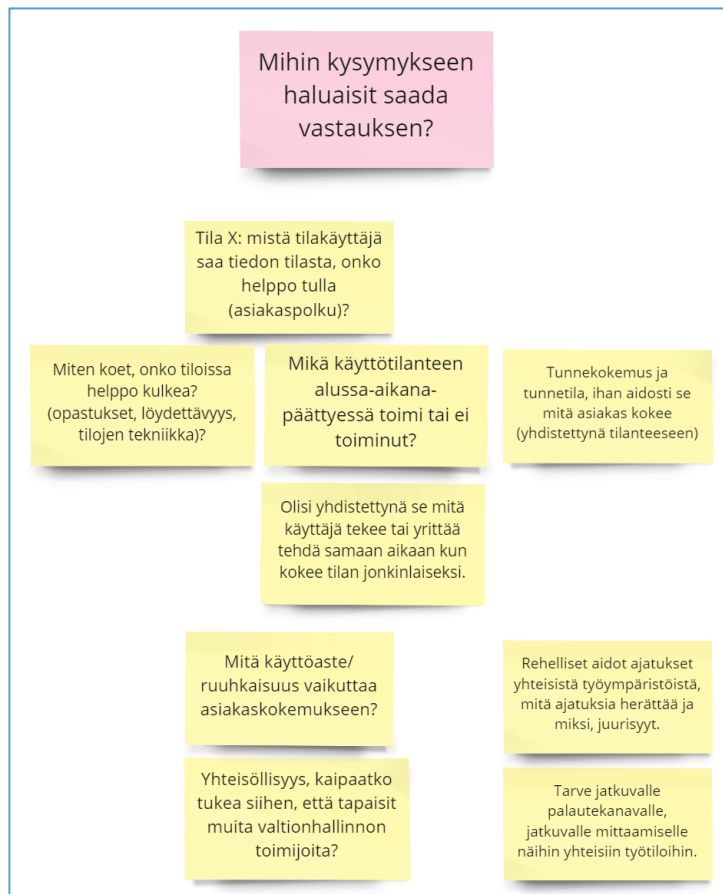 Mihin kysymykseen
haluaisit saada
vastauksen?
Tila X: mistä tilakäyttäjä
saa tiedon tilasta, onko
helppo tulla
(asiakaspolku)?
Miten koet, onko tiloissa
helppo kulkea?
(opastukset, löydettävyys,
tilojen tekniikka)?
Mikä käyttötilanteen
alussa-aikana-
päättyessä toimi tai ei
toiminut?
Tunnekokemus ja
tunnetila, ihan aidosti se
mitä asiakas kokee
(yhdistettynä tilanteeseen)
Olisi yhdistettynä se mitä
käyttäjä tekee tai yrittää
tehdä samaan aikaan kun
kokee tilan jonkinlaiseksi.
Mitä käyttöaste/
ruuhkaisuus vaikuttaa
asiakaskokemukseen?
Rehelliset aidot ajatukset
yhteisistä työympäristöistä,
mitä ajatuksia herättää ja
miksi, juurisyyt.
Yhteisöllisyys, kaipaatko
tukea siihen, että tapaisit
muita valtionhallinnon
toimijoita?
Tarve jatkuvalle
palautekanavalle,
jatkuvalle mittaamiselle
näihin yhteisiin työtiloihin.